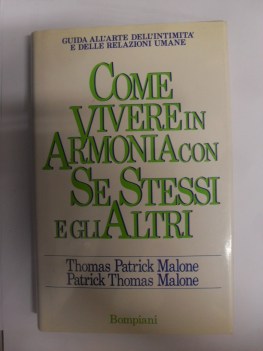 GUIDA ALL'ARTE DELL'INTIMITA'
E DELLE RELAZIONI UMANE
COME
VIVERE IN
ARMONIA CON
SE STESSI
E GLI ALTRI
Thomas Patrick Malone
Patrick Thomas Malone
Bompiani